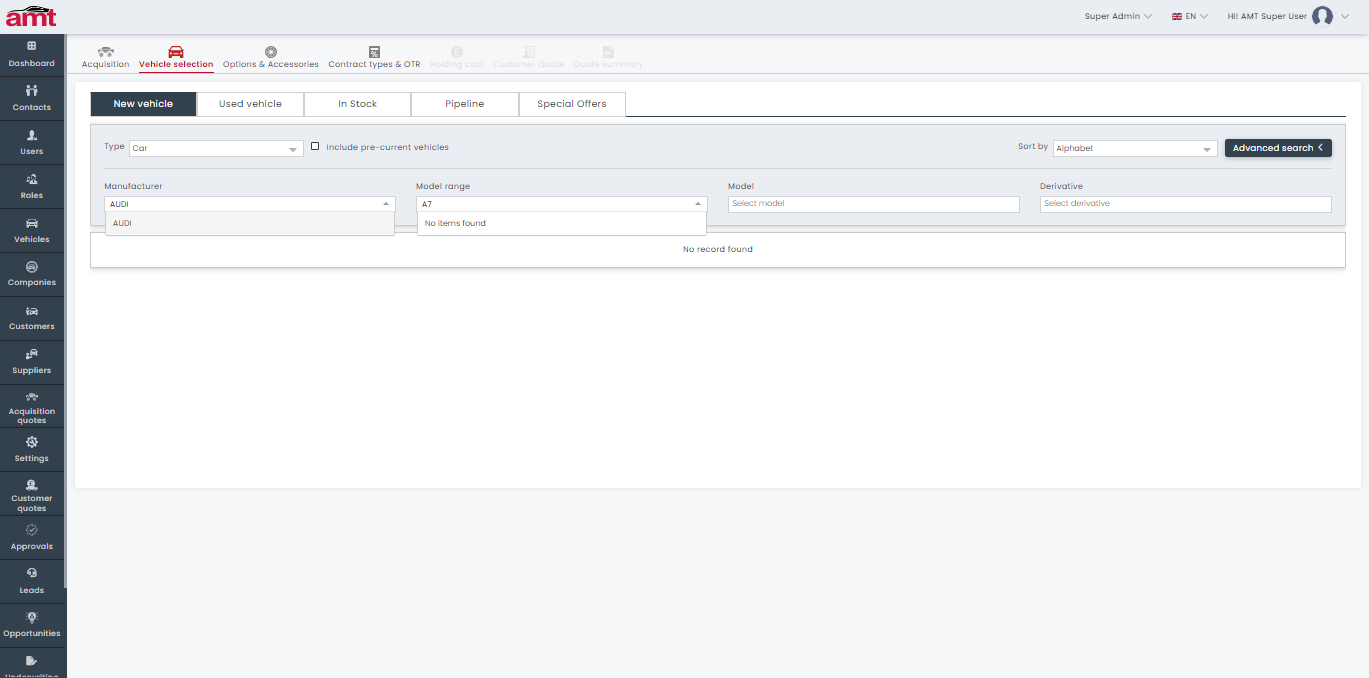 amt
Super Admin
EN
Hi! AMT Super User
Dashboard
Contacts
Users
Roles
Vehicles
Companies
Customers
Suppliers
Acquisition
quotes
Settings
Customer
quotes
Approvals
Leads
Opportunities
Underwriting
Acquisition
Vehicle selection
Options & Accessories
Contract types & OTR
Holding cost
Customer Quote
Quote summary
New vehicle
Used vehicle
In Stock
Pipeline
Special Offers
Type
Car
Include pre-current vehicles
Sort by
Alphabet
Advanced search
Manufacturer
Model range
Model
Derivative
AUDI
A7
Select model
Select derivative
AUDI
No items found
No record found